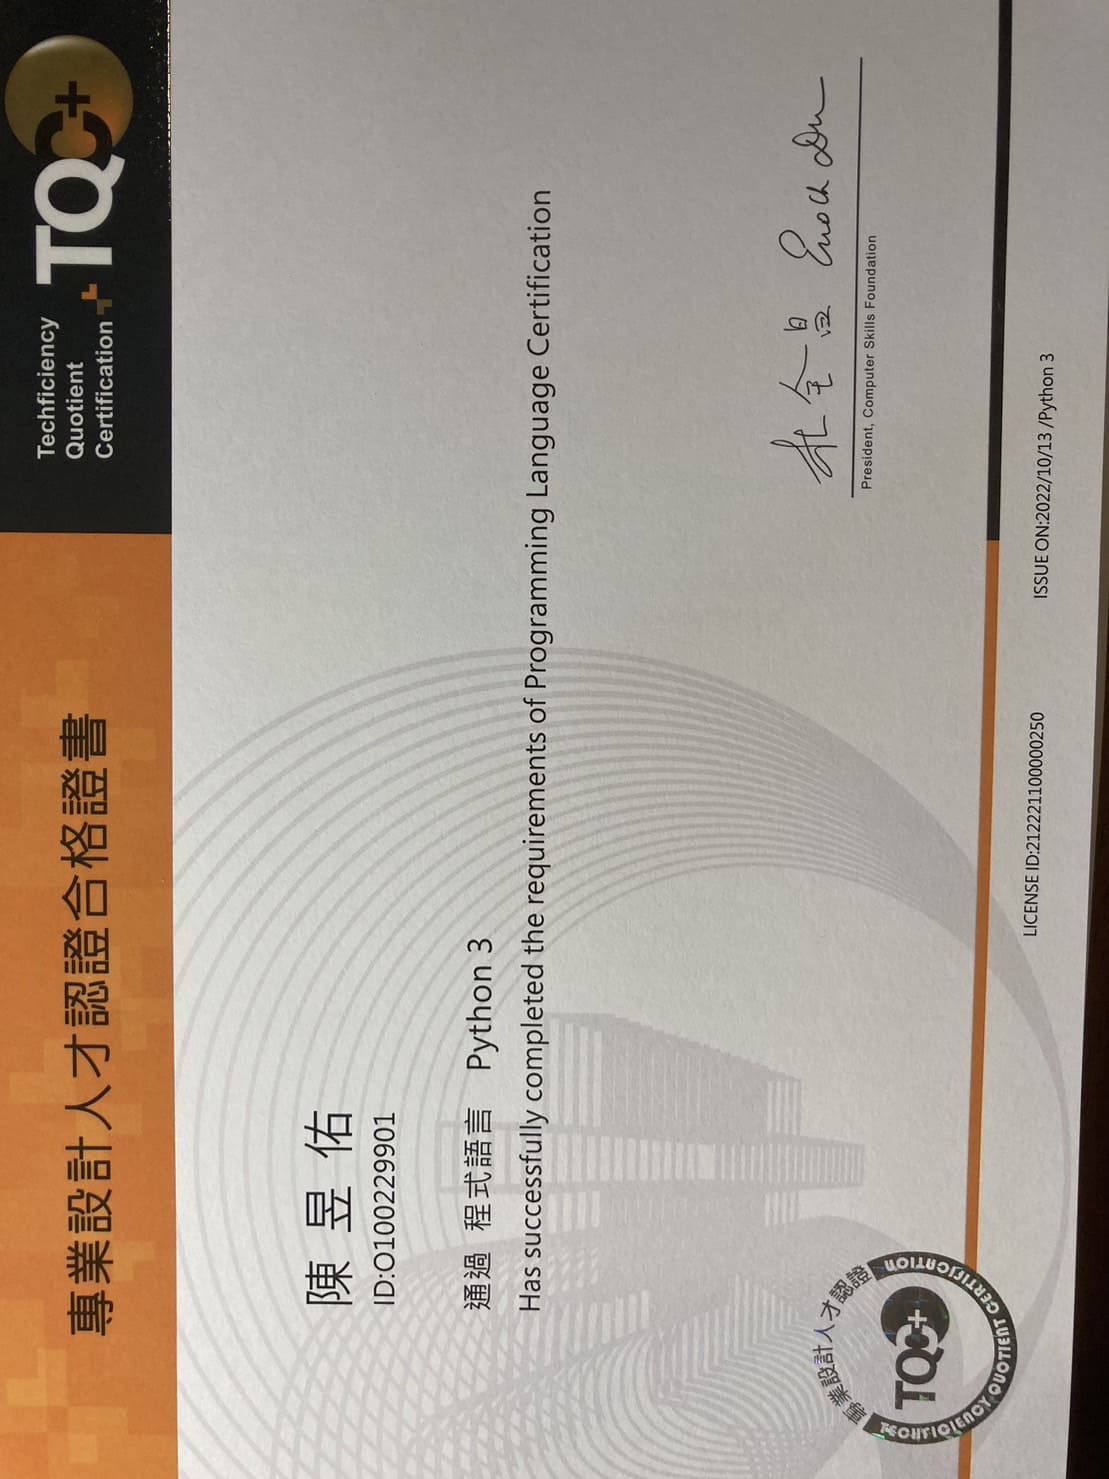 專業設計人才認證合格證書
Techficiency
Quotient
Certification
TQC+
陳昱佑
ID:O100229901
通過 程式語言 Python 3
Has successfully completed the requirements of Programming Language Certification
杜全昌 Enoch Du
President, Computer Skills Foundation
專業設計人才認證
TQC+
TECHFICIENCY QUOTIENT CERTIFICATION
LICENSE ID:212221100000250
ISSUE ON:2022/10/13 /Python 3